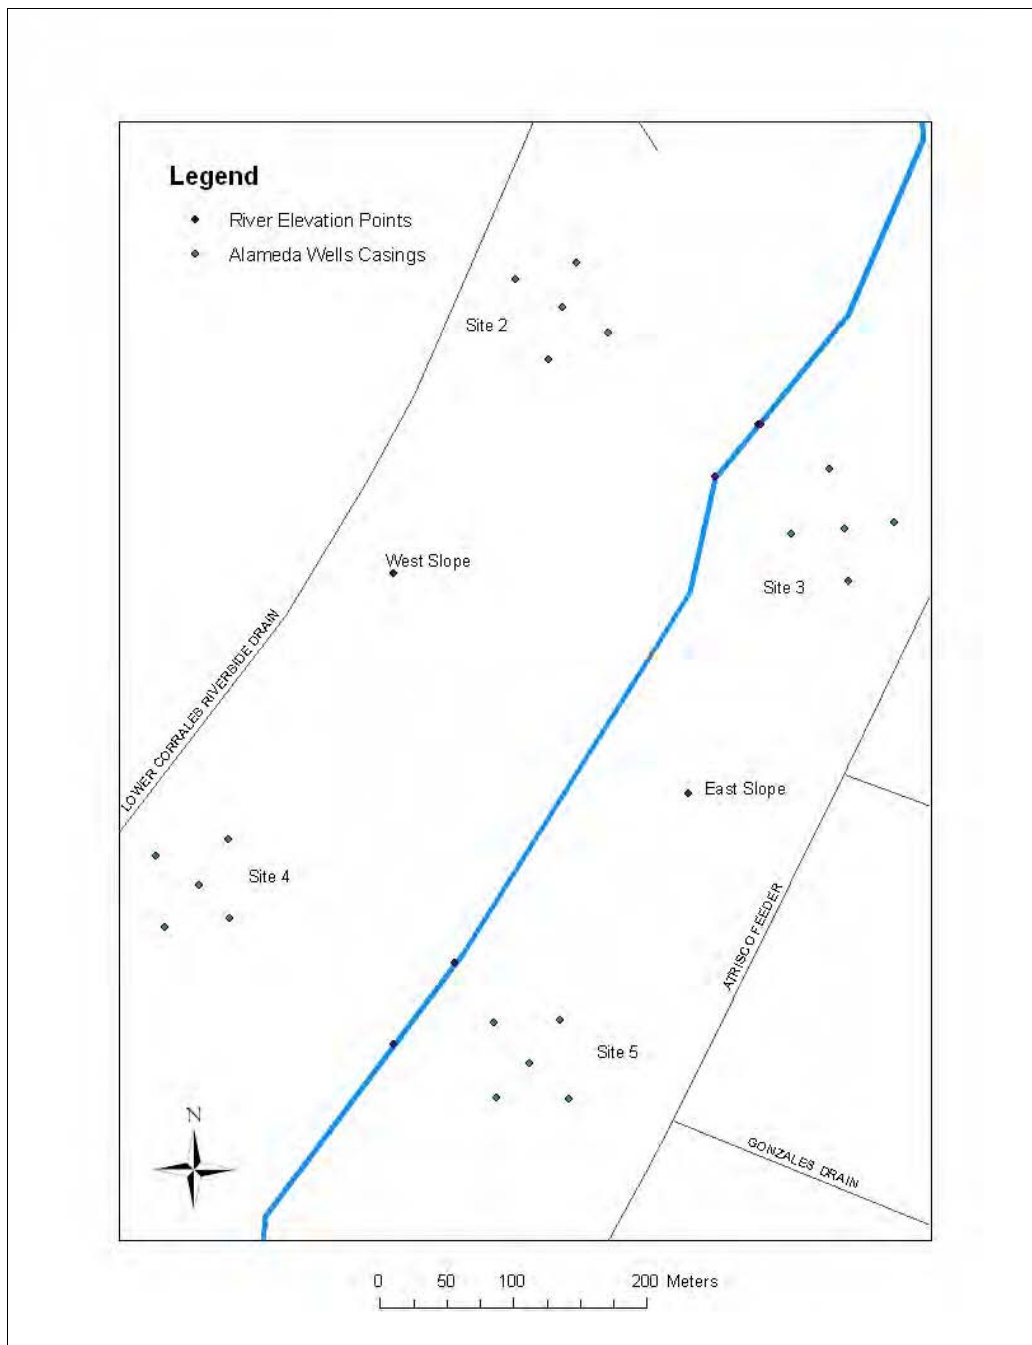 Legend
River Elevation Points
Alameda Wells Casings
Site 2
West Slope
Site 3
LOWER CORRALES RIVERSIDE DRAIN
East Slope
Site 4
ATRISCO FEEDER
Site 5
N
GONZALES DRAIN
0 50 100 200 Meters